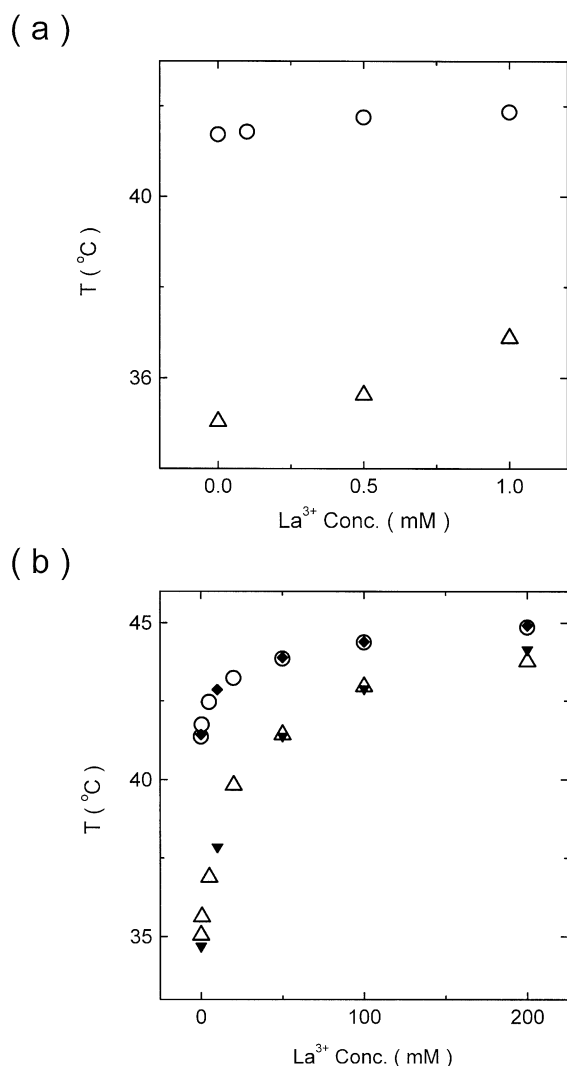 ( a )
40
T ( °C )
36
0.0 0.5 1.0
La³⁺ Conc. ( mM )
( b )
45
40
T ( °C )
35
0 100 200
La³⁺ Conc. ( mM )